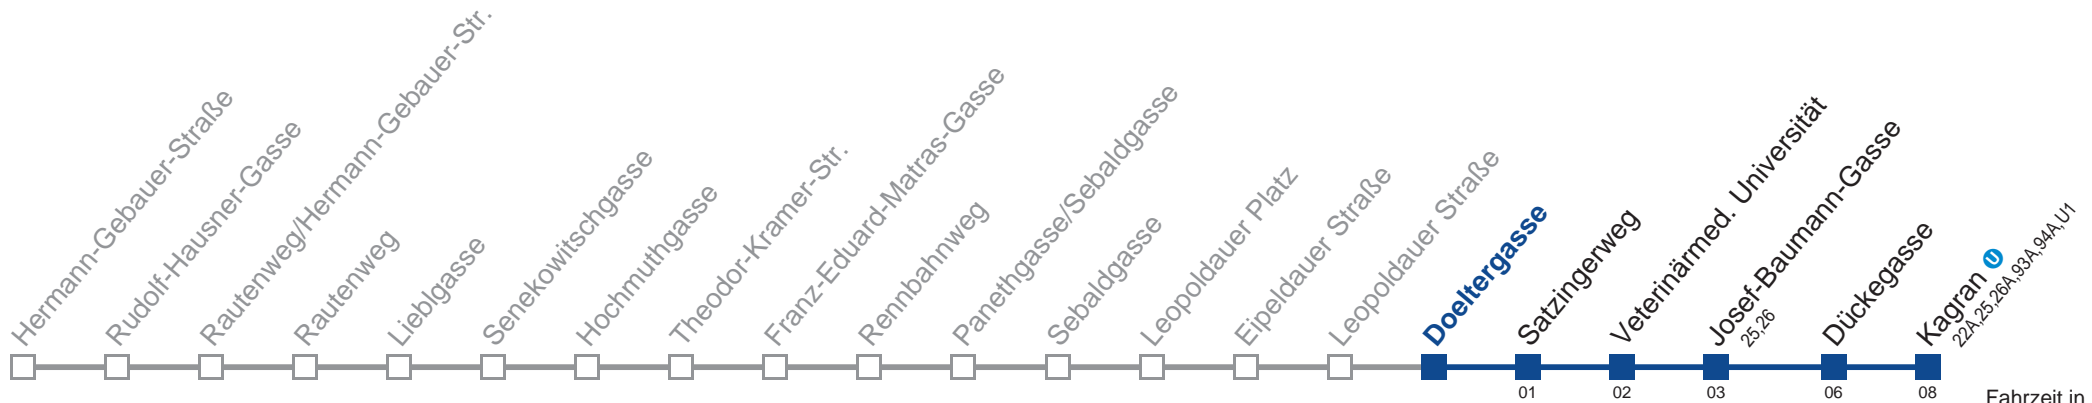 Hermann-Gebauer-Straße
Rudolf-Hausner-Gasse
Rautenweg/Hermann-Gebauer-Str.
Rautenweg
Lieblgasse
Senekowitschgasse
Hochmuthgasse
Theodor-Kramer-Str.
Franz-Eduard-Matras-Gasse
Rennbahnweg
Panethgasse/Sebaldgasse
Sebaldgasse
Leopoldauer Platz
Eipeldauer Straße
Leopoldauer Straße
Doeltergasse
Satzingerweg
Veterinärmed. Universität
Josef-Baumann-Gasse
25,26
Dückegasse
Kagran U
22A,25,26A,93A,94A,U1
01 02 03 06 08
Fahrzeit in